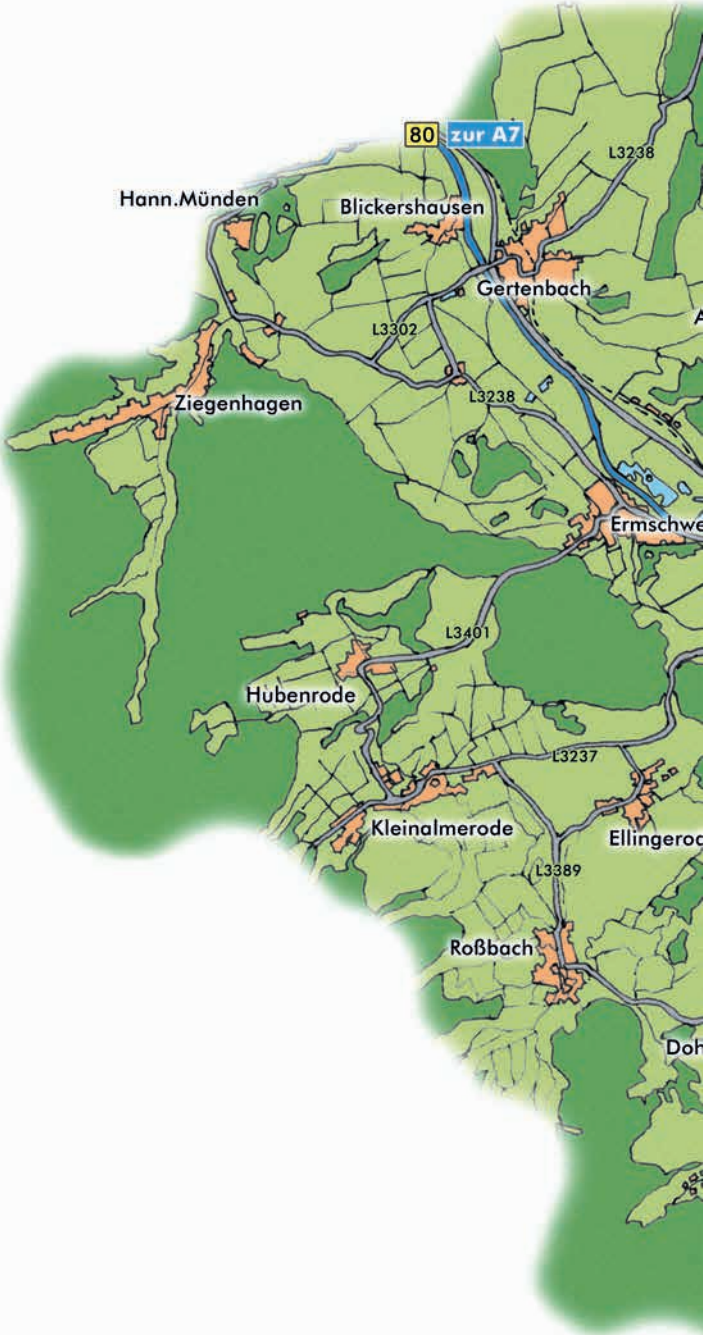 80 zur A7
L3238
Hann.Münden
Blickershausen
Gertenbach
A
L3302
L3238
Ziegenhagen
Ermschwe
L3401
Hubenrode
L3237
Kleinalmerode
Ellingerod
L3389
Roßbach
Doh